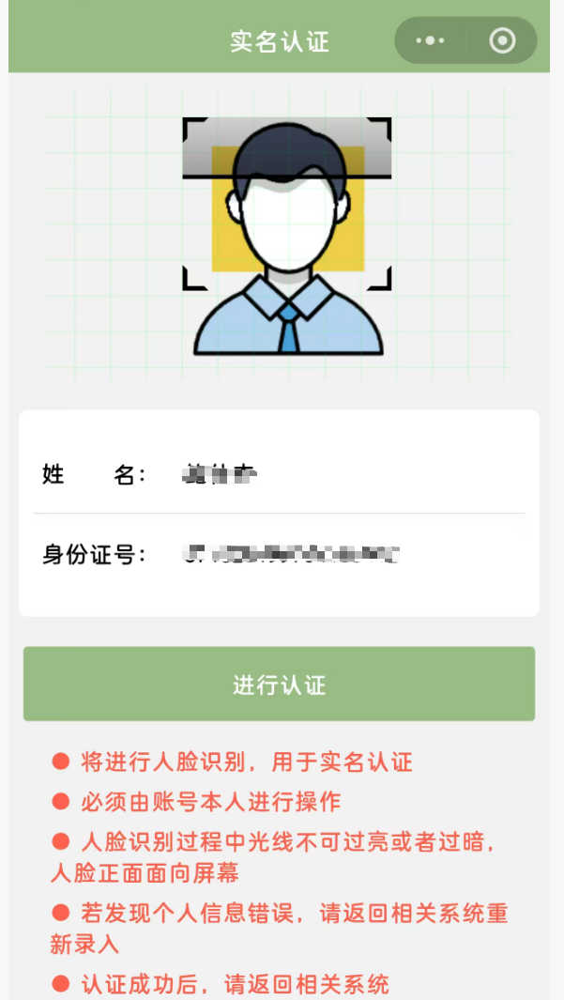 实名认证
姓 名：
身份证号：
进行认证
● 将进行人脸识别，用于实名认证
● 必须由账号本人进行操作
● 人脸识别过程中光线不可过亮或者过暗，
人脸正面面向屏幕
● 若发现个人信息错误，请返回相关系统重
新录入
● 认证成功后，请返回相关系统